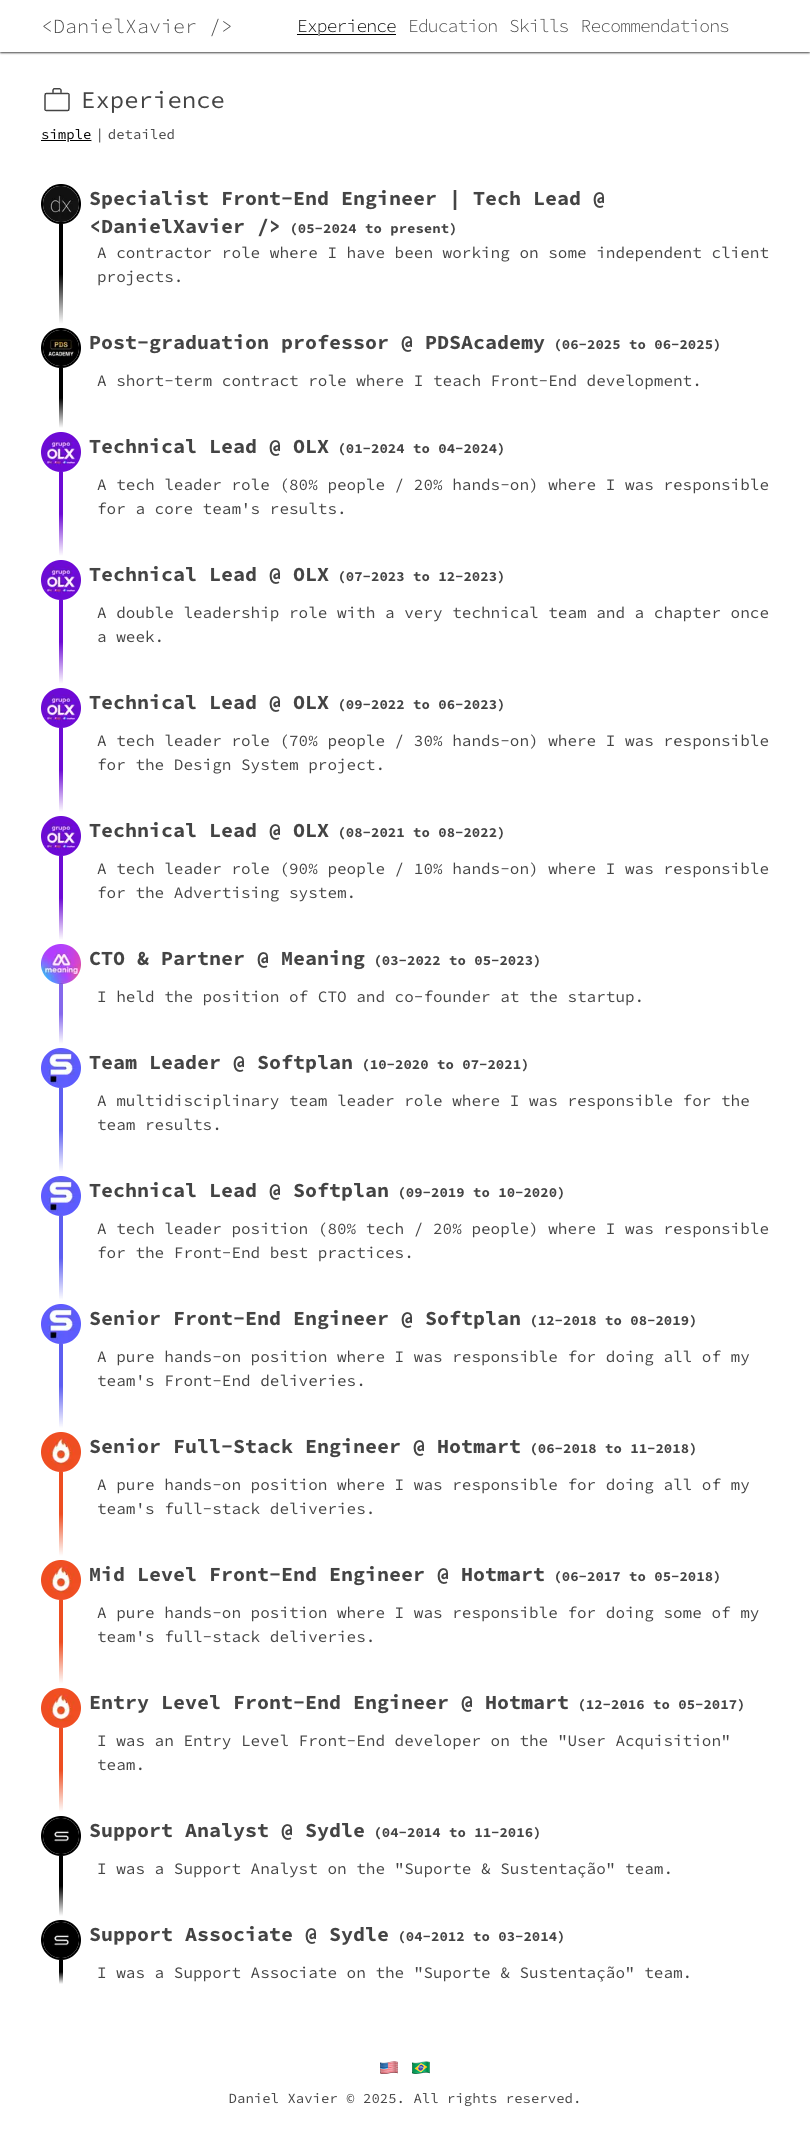 <DanielXavier />
Experience Education Skills Recommendations
Experience
simple | detailed
dx
Specialist Front-End Engineer | Tech Lead @
<DanielXavier /> (05-2024 to present)
A contractor role where I have been working on some independent client
projects.
PDS
ACADEMY
Post-graduation professor @ PDSAcademy (06-2025 to 06-2025)
A short-term contract role where I teach Front-End development.
grupo
OLX
Technical Lead @ OLX (01-2024 to 04-2024)
A tech leader role (80% people / 20% hands-on) where I was responsible
for a core team's results.
grupo
OLX
Technical Lead @ OLX (07-2023 to 12-2023)
A double leadership role with a very technical team and a chapter once
a week.
grupo
OLX
Technical Lead @ OLX (09-2022 to 06-2023)
A tech leader role (70% people / 30% hands-on) where I was responsible
for the Design System project.
grupo
OLX
Technical Lead @ OLX (08-2021 to 08-2022)
A tech leader role (90% people / 10% hands-on) where I was responsible
for the Advertising system.
meaning
CTO & Partner @ Meaning (03-2022 to 05-2023)
I held the position of CTO and co-founder at the startup.
Team Leader @ Softplan (10-2020 to 07-2021)
A multidisciplinary team leader role where I was responsible for the
team results.
Technical Lead @ Softplan (09-2019 to 10-2020)
A tech leader position (80% tech / 20% people) where I was responsible
for the Front-End best practices.
Senior Front-End Engineer @ Softplan (12-2018 to 08-2019)
A pure hands-on position where I was responsible for doing all of my
team's Front-End deliveries.
Senior Full-Stack Engineer @ Hotmart (06-2018 to 11-2018)
A pure hands-on position where I was responsible for doing all of my
team's full-stack deliveries.
Mid Level Front-End Engineer @ Hotmart (06-2017 to 05-2018)
A pure hands-on position where I was responsible for doing some of my
team's full-stack deliveries.
Entry Level Front-End Engineer @ Hotmart (12-2016 to 05-2017)
I was an Entry Level Front-End developer on the "User Acquisition"
team.
Support Analyst @ Sydle (04-2014 to 11-2016)
I was a Support Analyst on the "Suporte & Sustentação" team.
Support Associate @ Sydle (04-2012 to 03-2014)
I was a Support Associate on the "Suporte & Sustentação" team.
Daniel Xavier © 2025. All rights reserved.